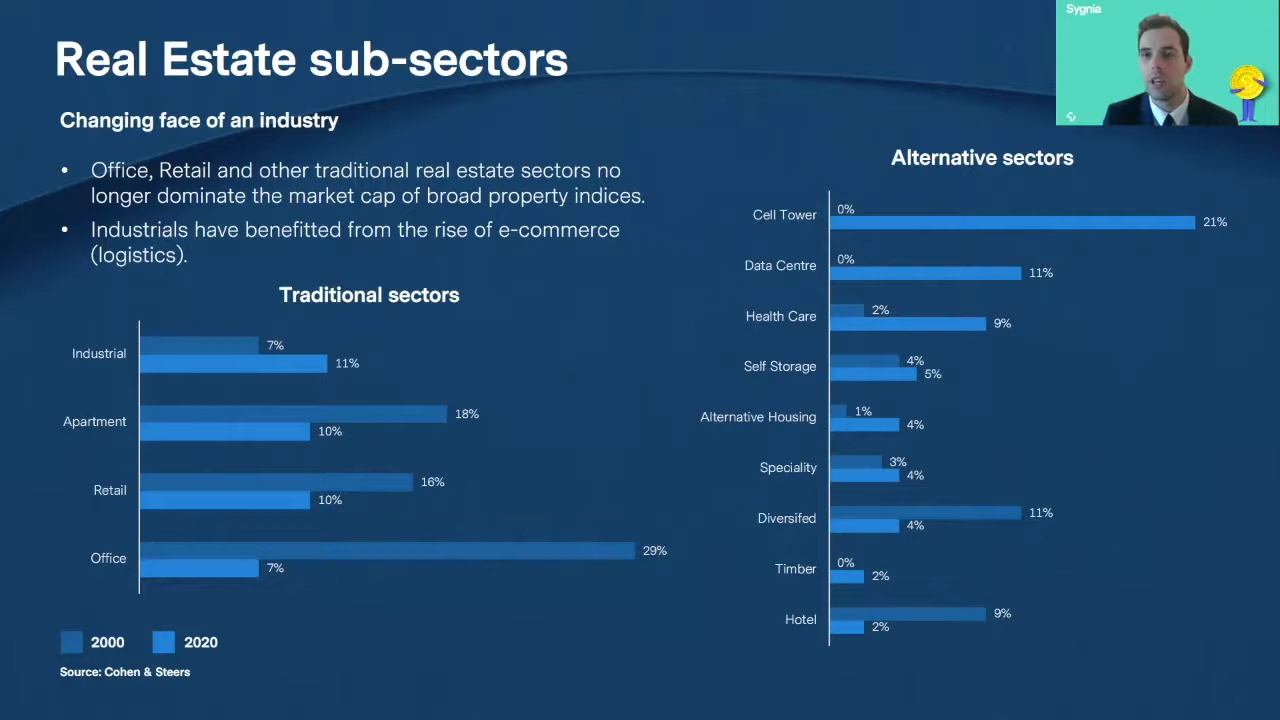 Real Estate sub-sectors
Sygnia
Changing face of an industry
• Office, Retail and other traditional real estate sectors no
longer dominate the market cap of broad property indices.
• Industrials have benefitted from the rise of e-commerce
(logistics).
Traditional sectors
Industrial
7%
11%
Apartment
18%
10%
Retail
16%
10%
Office
29%
7%
2000
2020
Source: Cohen & Steers
Alternative sectors
Cell Tower
0%
21%
Data Centre
0%
11%
Health Care
2%
9%
Self Storage
4%
5%
Alternative Housing
1%
4%
Speciality
3%
4%
Diversifed
11%
4%
Timber
0%
2%
Hotel
9%
2%